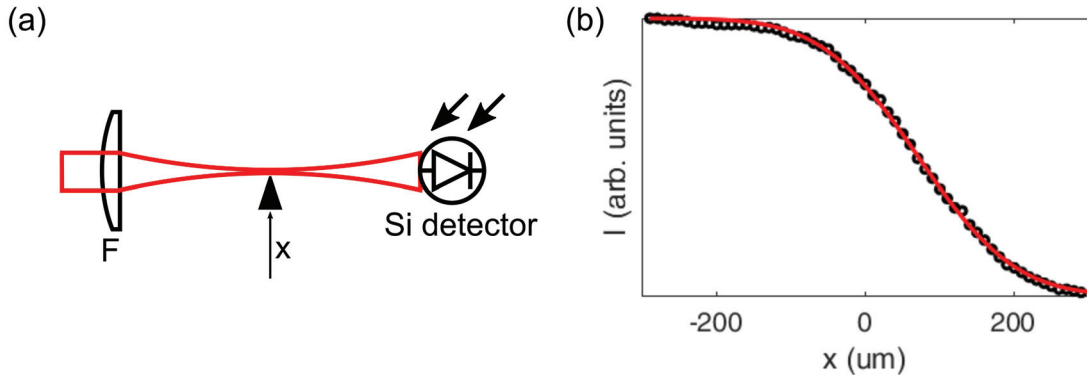 (a)
F
x
Si detector
(b)
I (arb. units)
-200
0
200
x (um)